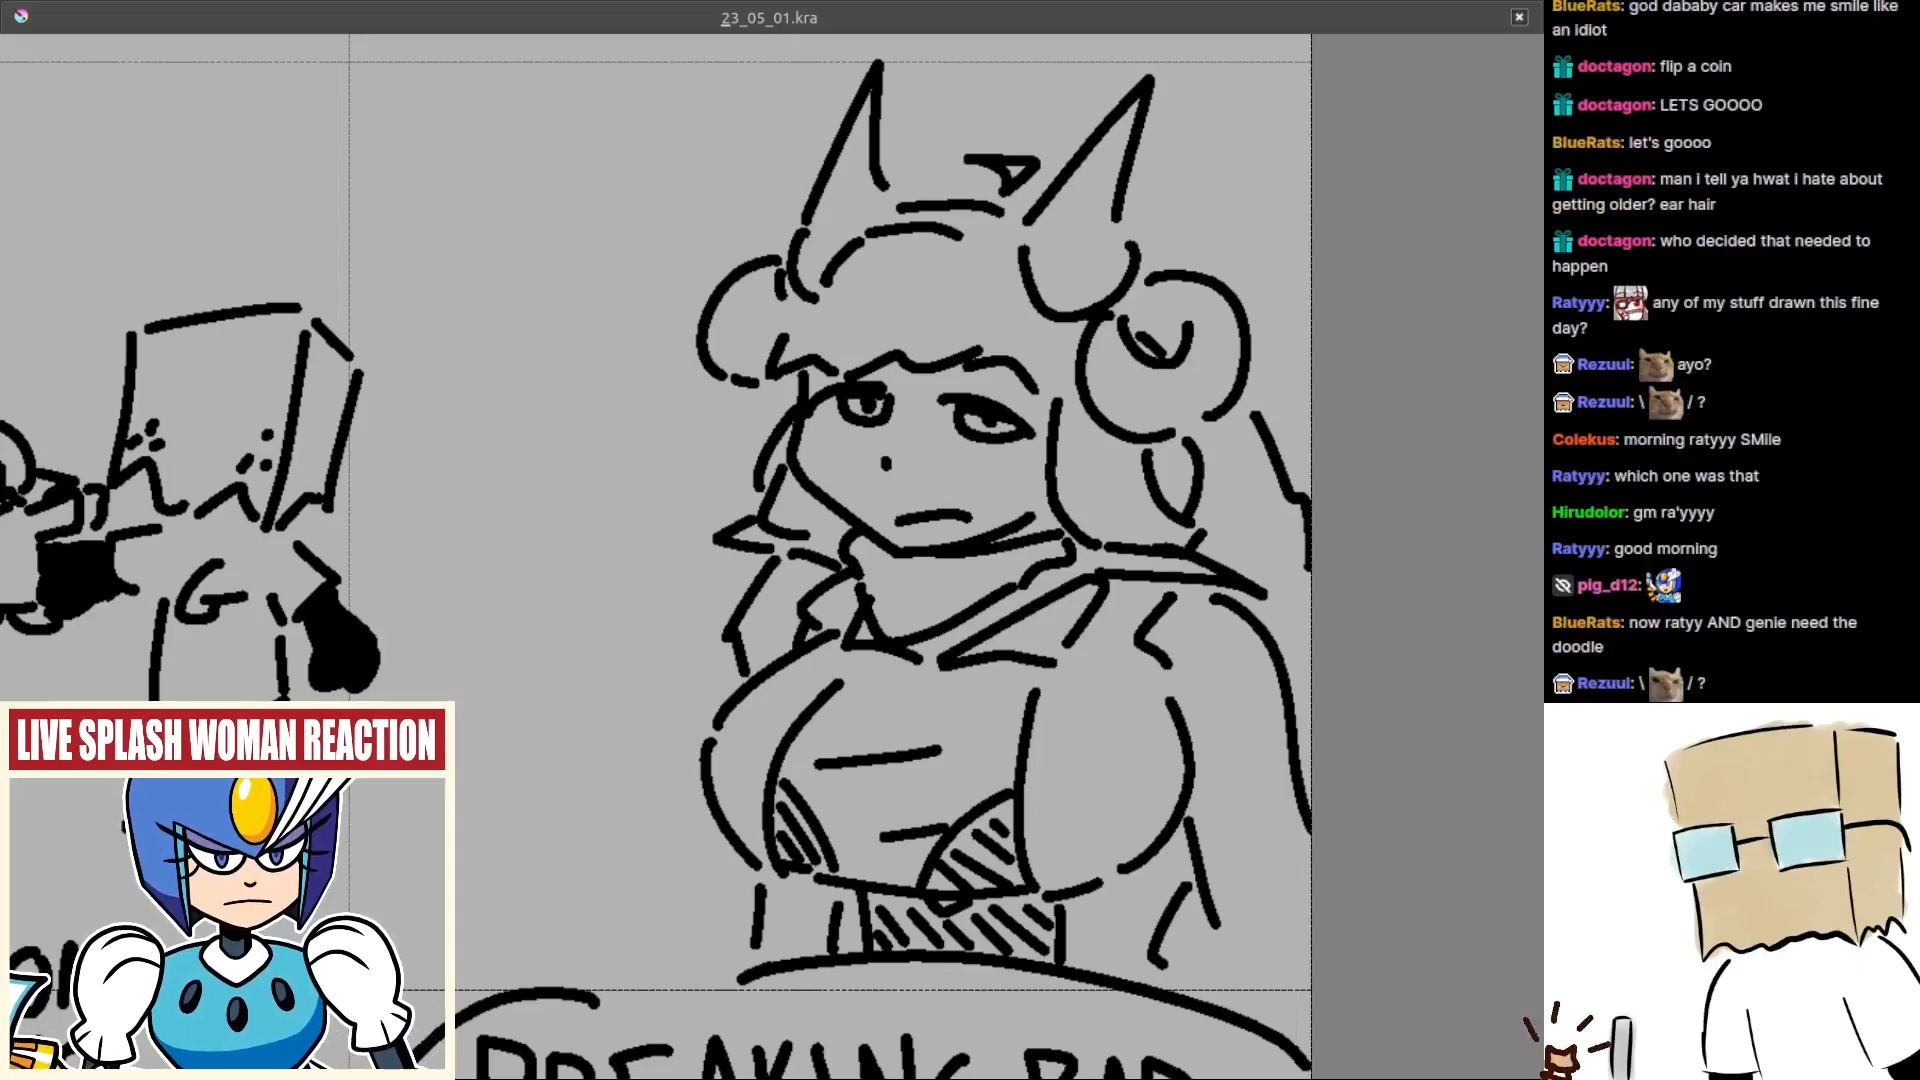 23_05_01.kra
BlueRats: god dababy car makes me smile like
an idiot
doctagon: flip a coin
doctagon: LETS GOOOO
BlueRats: let's goooo
doctagon: man i tell ya hwat i hate about
getting older? ear hair
doctagon: who decided that needed to
happen
Ratyyy: any of my stuff drawn this fine
day?
Rezuul: ayo?
Rezuul: \ / ?
Colekus: morning ratyyy SMile
Ratyyy: which one was that
Hirudolor: gm ra'yyyy
Ratyyy: good morning
pig_d12:
BlueRats: now ratyy AND genie need the
doodle
Rezuul: \ / ?
G
LIVE SPLASH WOMAN REACTION
BREAKING BAD